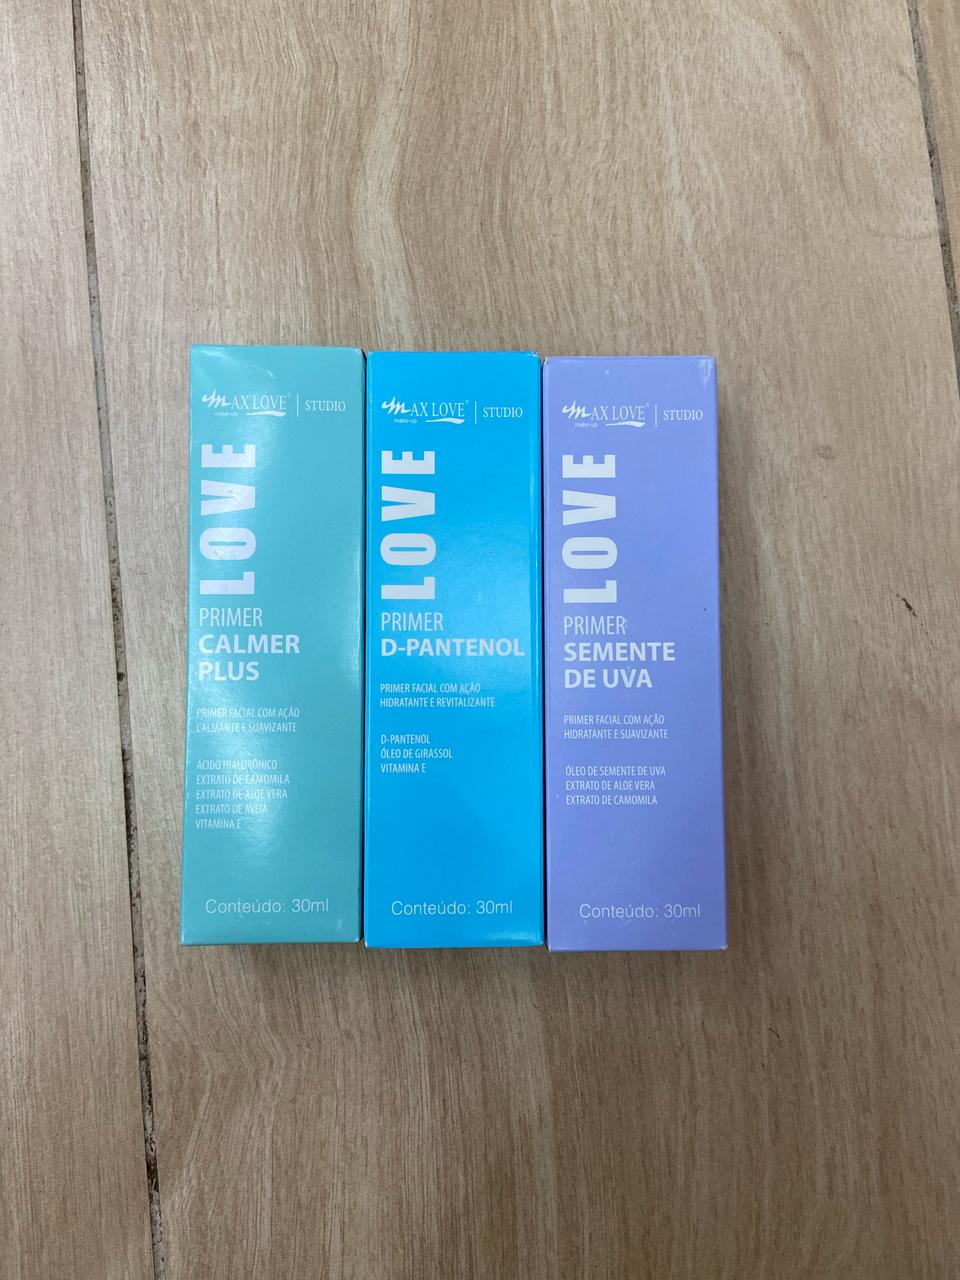 MAX LOVE® | STUDIO
make-up
LOVE
PRIMER
CALMER
PLUS
PRIMER FACIAL COM AÇÃO
CALMANTE E SUAVIZANTE
ÁCIDO HIALURÔNICO
EXTRATO DE CAMOMILA
EXTRATO DE ALOE VERA
EXTRATO DE AVEIA
VITAMINA E
Conteúdo: 30ml
MAX LOVE® | STUDIO
make-up
LOVE
PRIMER
D-PANTENOL
PRIMER FACIAL COM AÇÃO
HIDRATANTE E REVITALIZANTE
D-PANTENOL
ÓLEO DE GIRASSOL
VITAMINA E
Conteúdo: 30ml
MAX LOVE® | STUDIO
make-up
LOVE
PRIMER
SEMENTE
DE UVA
PRIMER FACIAL COM AÇÃO
HIDRATANTE E SUAVIZANTE
ÓLEO DE SEMENTE DE UVA
EXTRATO DE ALOE VERA
EXTRATO DE CAMOMILA
Conteúdo: 30ml